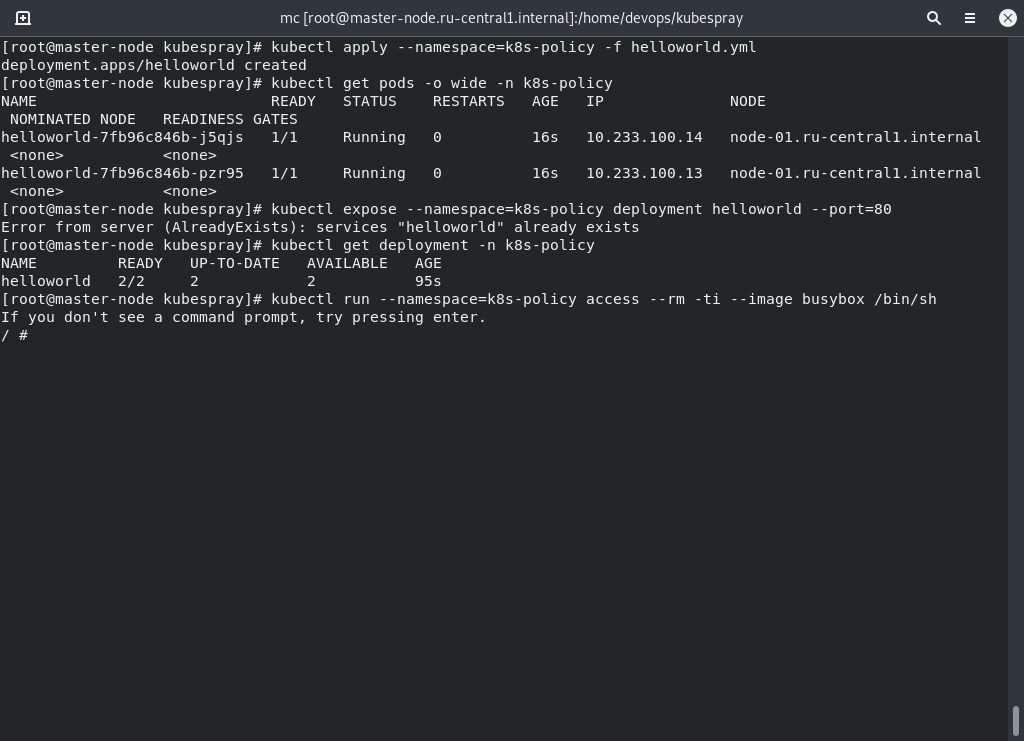 mc [root@master-node.ru-central1.internal]:/home/devops/kubespray
[root@master-node kubespray]# kubectl apply --namespace=k8s-policy -f helloworld.yml
deployment.apps/helloworld created
[root@master-node kubespray]# kubectl get pods -o wide -n k8s-policy
NAME                          READY   STATUS    RESTARTS   AGE   IP              NODE
 NOMINATED NODE   READINESS GATES
helloworld-7fb96c846b-j5qjs   1/1     Running   0          16s   10.233.100.14   node-01.ru-central1.internal
 <none>           <none>
helloworld-7fb96c846b-pzr95   1/1     Running   0          16s   10.233.100.13   node-01.ru-central1.internal
 <none>           <none>
[root@master-node kubespray]# kubectl expose --namespace=k8s-policy deployment helloworld --port=80
Error from server (AlreadyExists): services "helloworld" already exists
[root@master-node kubespray]# kubectl get deployment -n k8s-policy
NAME         READY   UP-TO-DATE   AVAILABLE   AGE
helloworld   2/2     2            2           95s
[root@master-node kubespray]# kubectl run --namespace=k8s-policy access --rm -ti --image busybox /bin/sh
If you don't see a command prompt, try pressing enter.
/ #